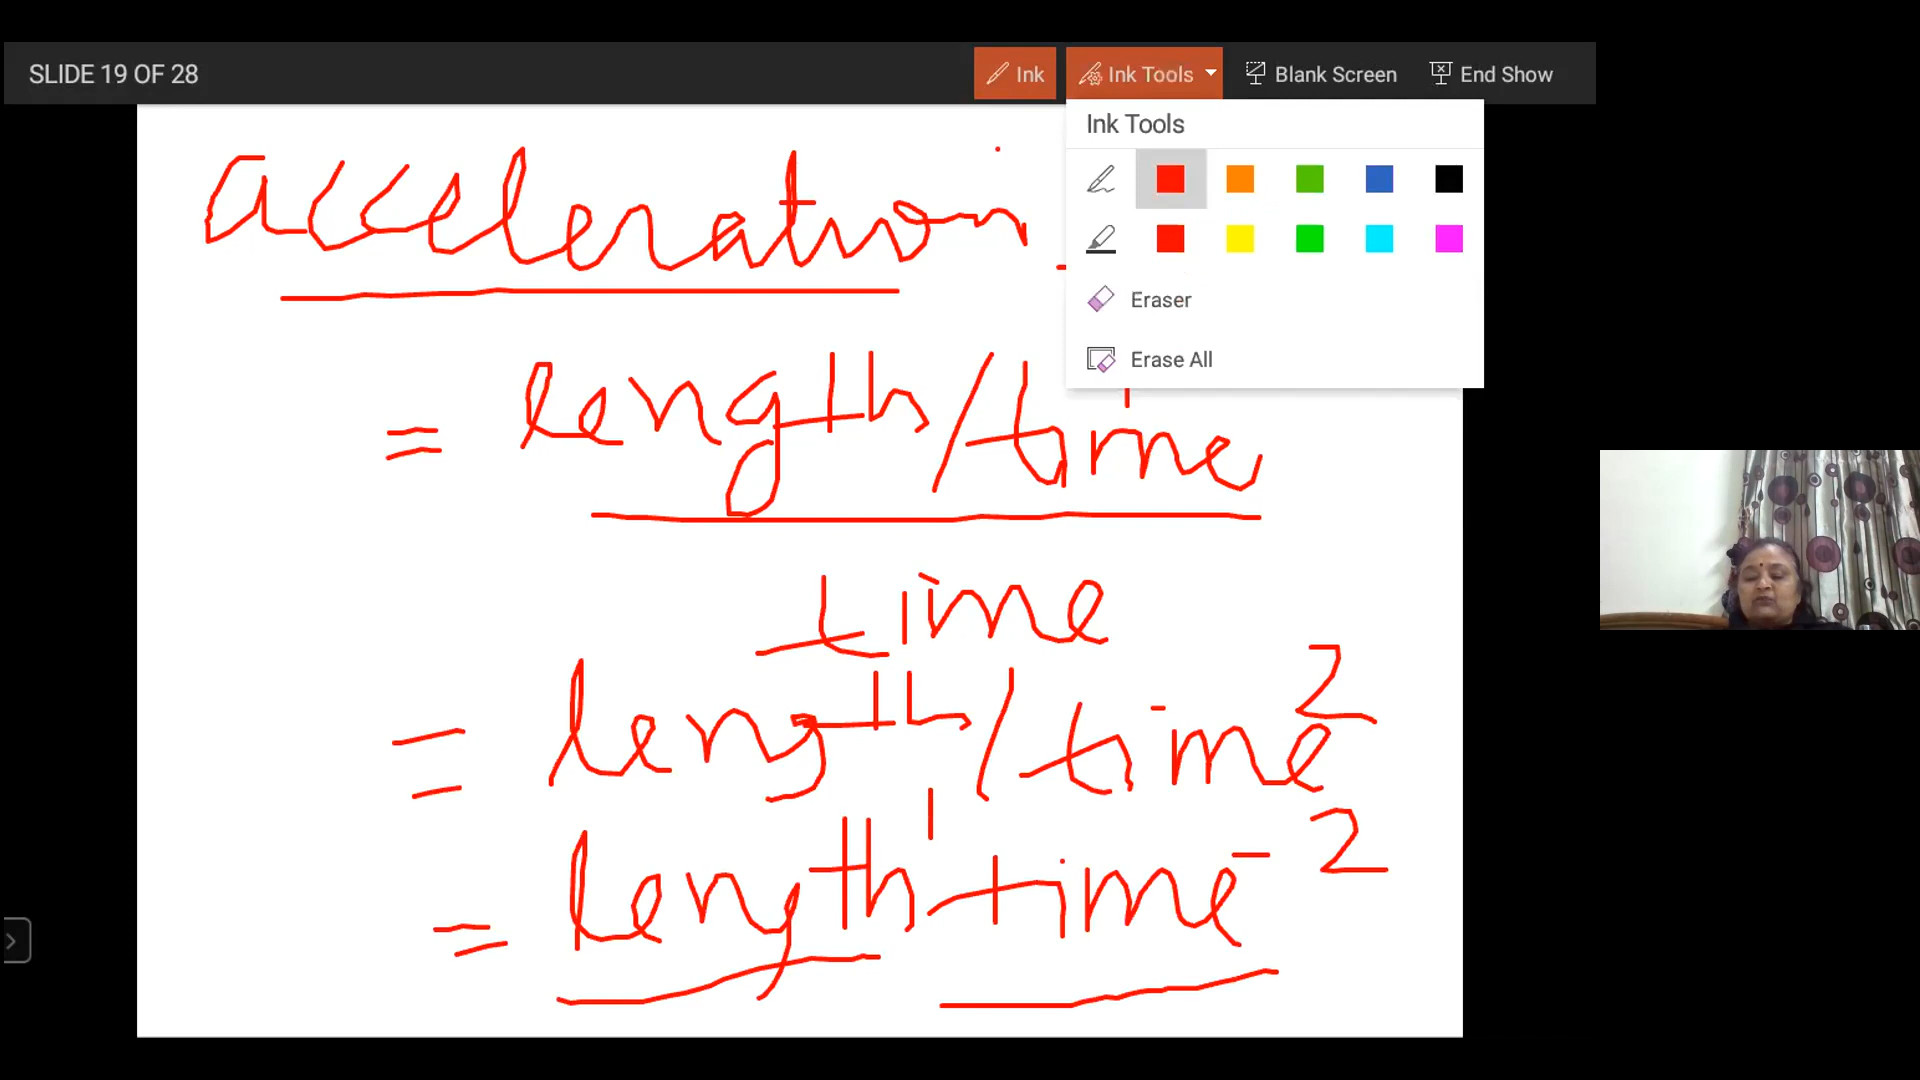 SLIDE 19 OF 28
Ink
Ink Tools
Blank Screen
End Show
Ink Tools
Eraser
Erase All
acceleration
= length/time
time
= length/time²
= length time⁻²